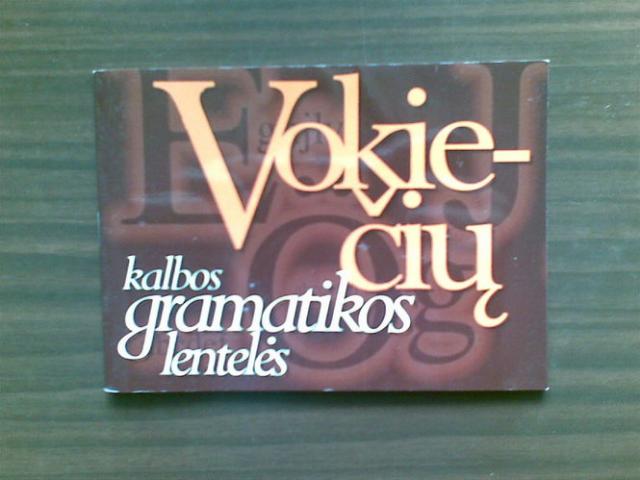 Vokie-
čių
kalbos
gramatikos
lentelės